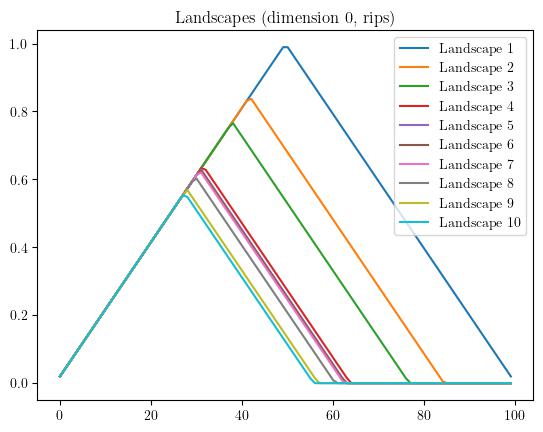 Landscapes (dimension 0, rips)
Landscape 1
Landscape 2
Landscape 3
Landscape 4
Landscape 5
Landscape 6
Landscape 7
Landscape 8
Landscape 9
Landscape 10
1.0
0.8
0.6
0.4
0.2
0.0
0 20 40 60 80 100